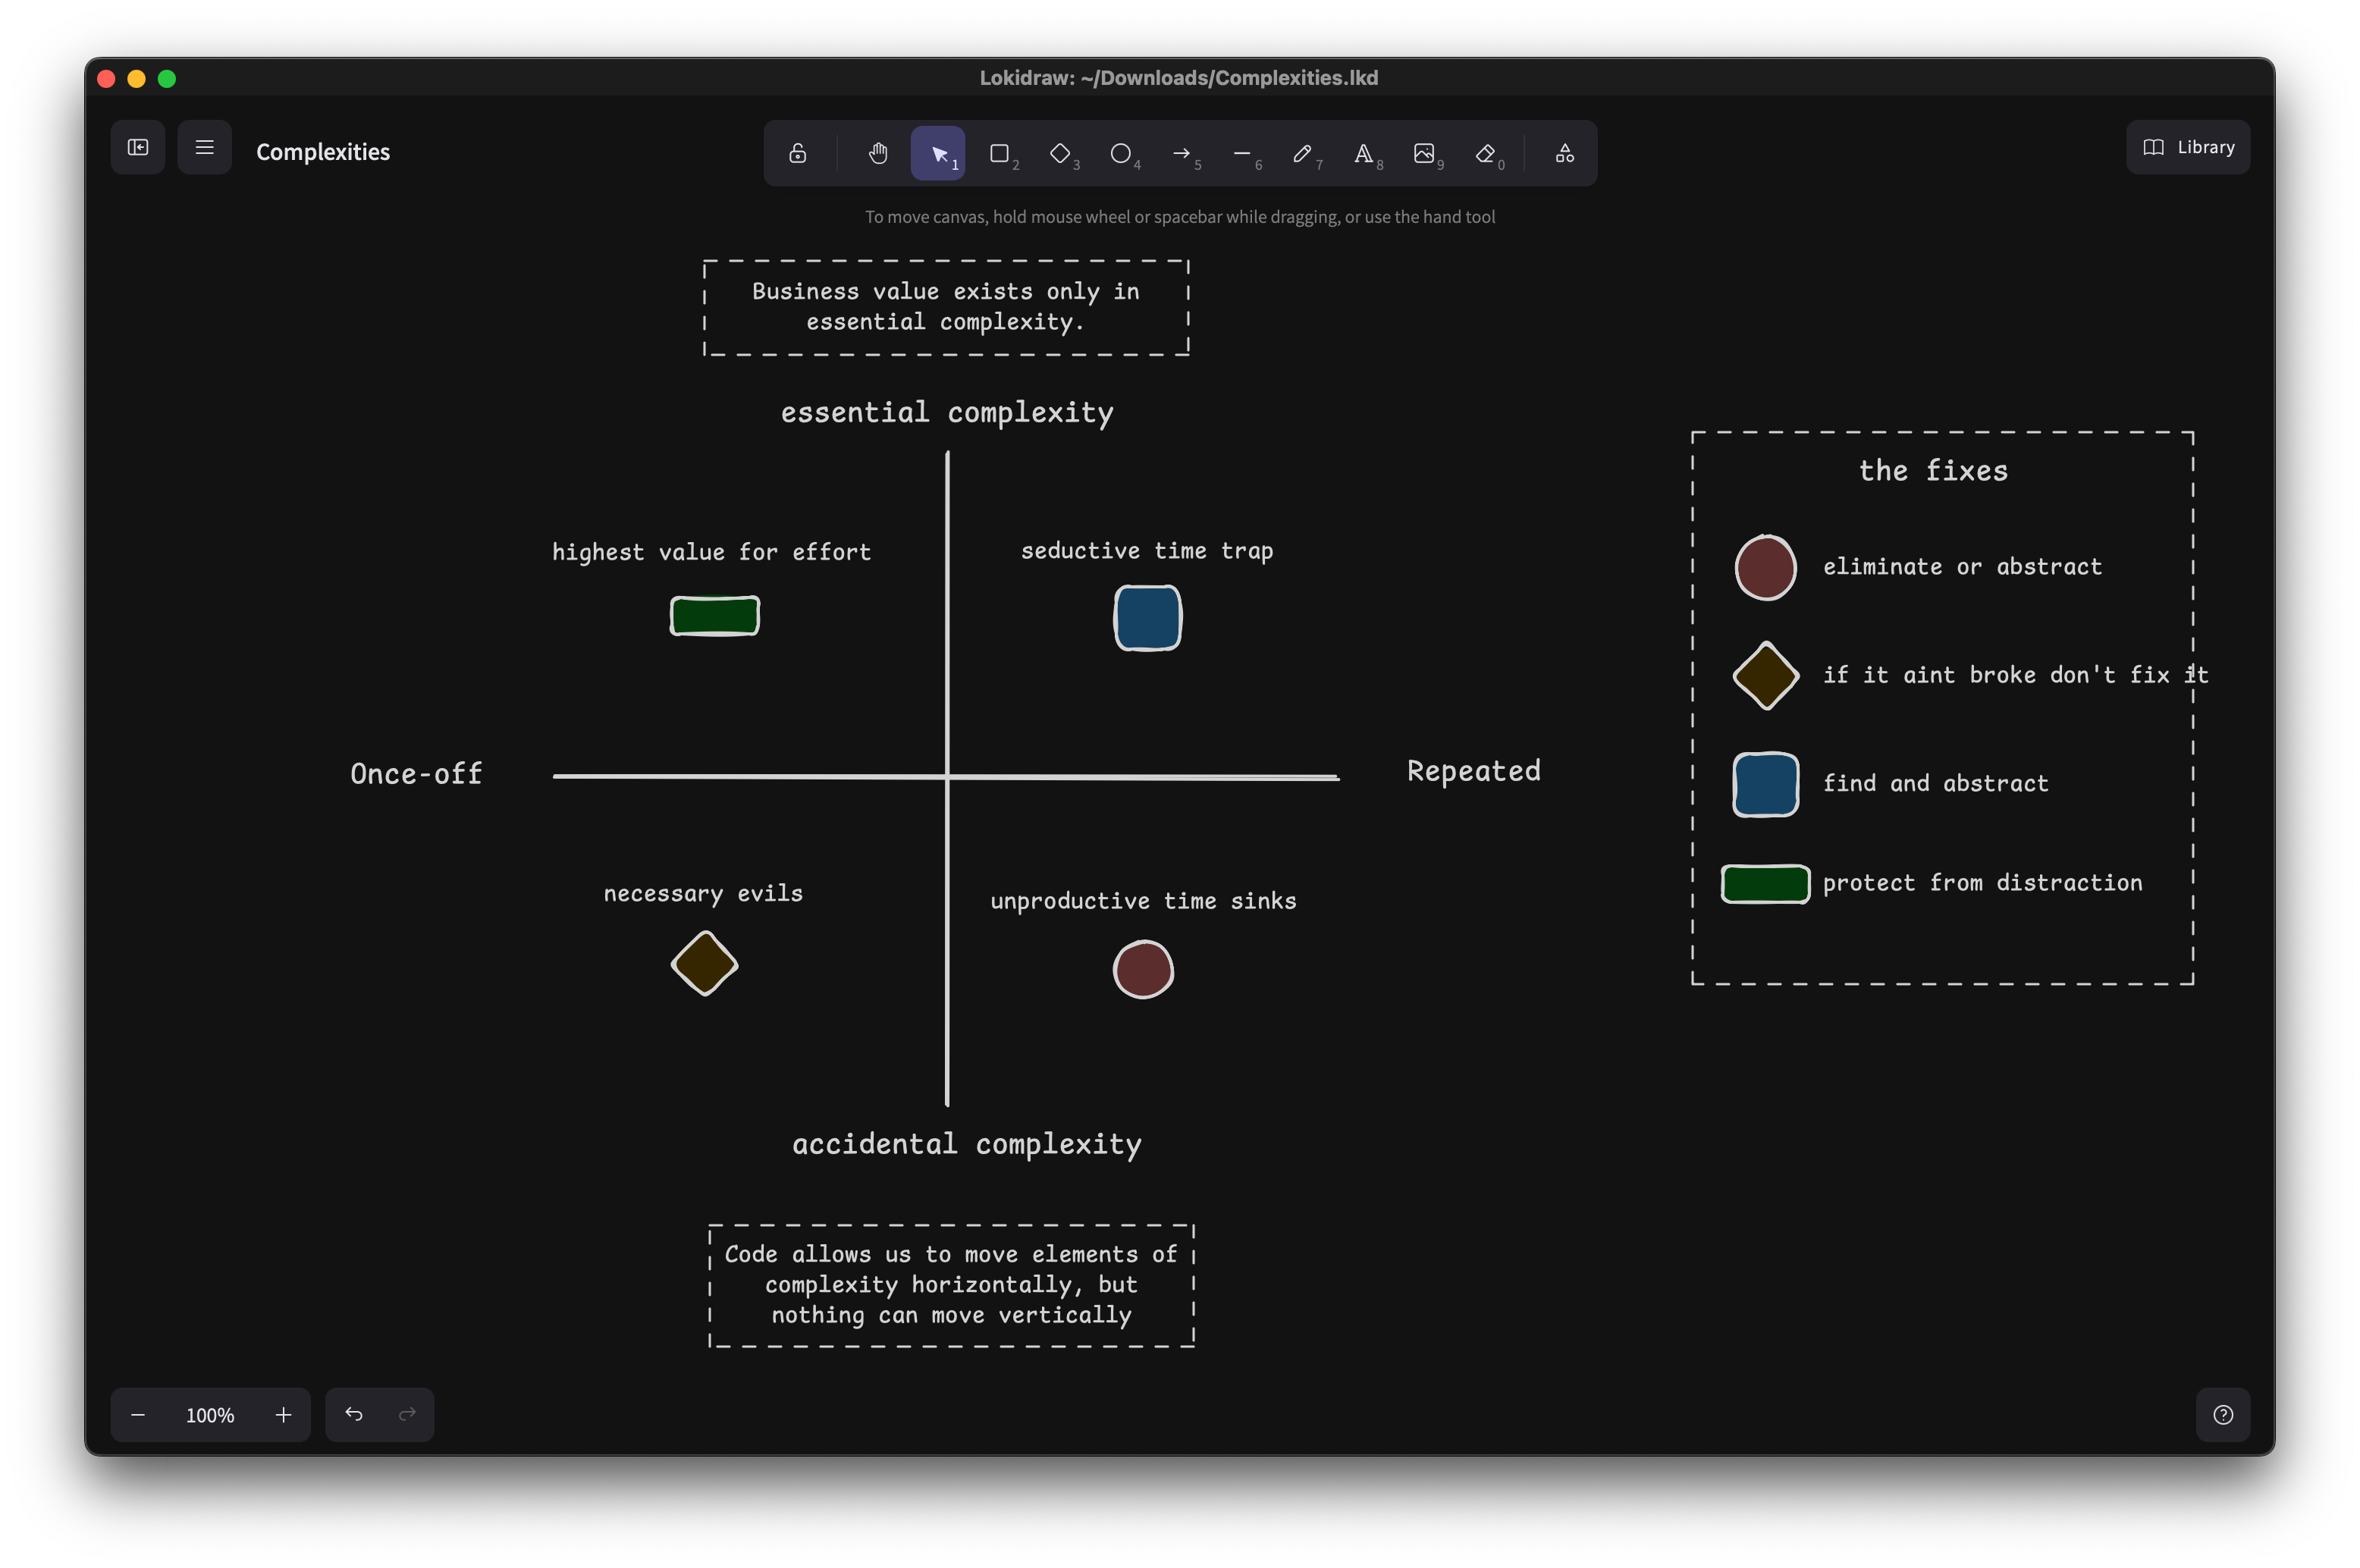 Lokidraw: ~/Downloads/Complexities.lkd
Complexities
1
2
3
4
5
6
7
8
9
0
Library
To move canvas, hold mouse wheel or spacebar while dragging, or use the hand tool
Business value exists only in
essential complexity.
essential complexity
highest value for effort
seductive time trap
Once-off
Repeated
necessary evils
unproductive time sinks
accidental complexity
Code allows us to move elements of
complexity horizontally, but
nothing can move vertically
the fixes
eliminate or abstract
if it aint broke don't fix it
find and abstract
protect from distraction
100%